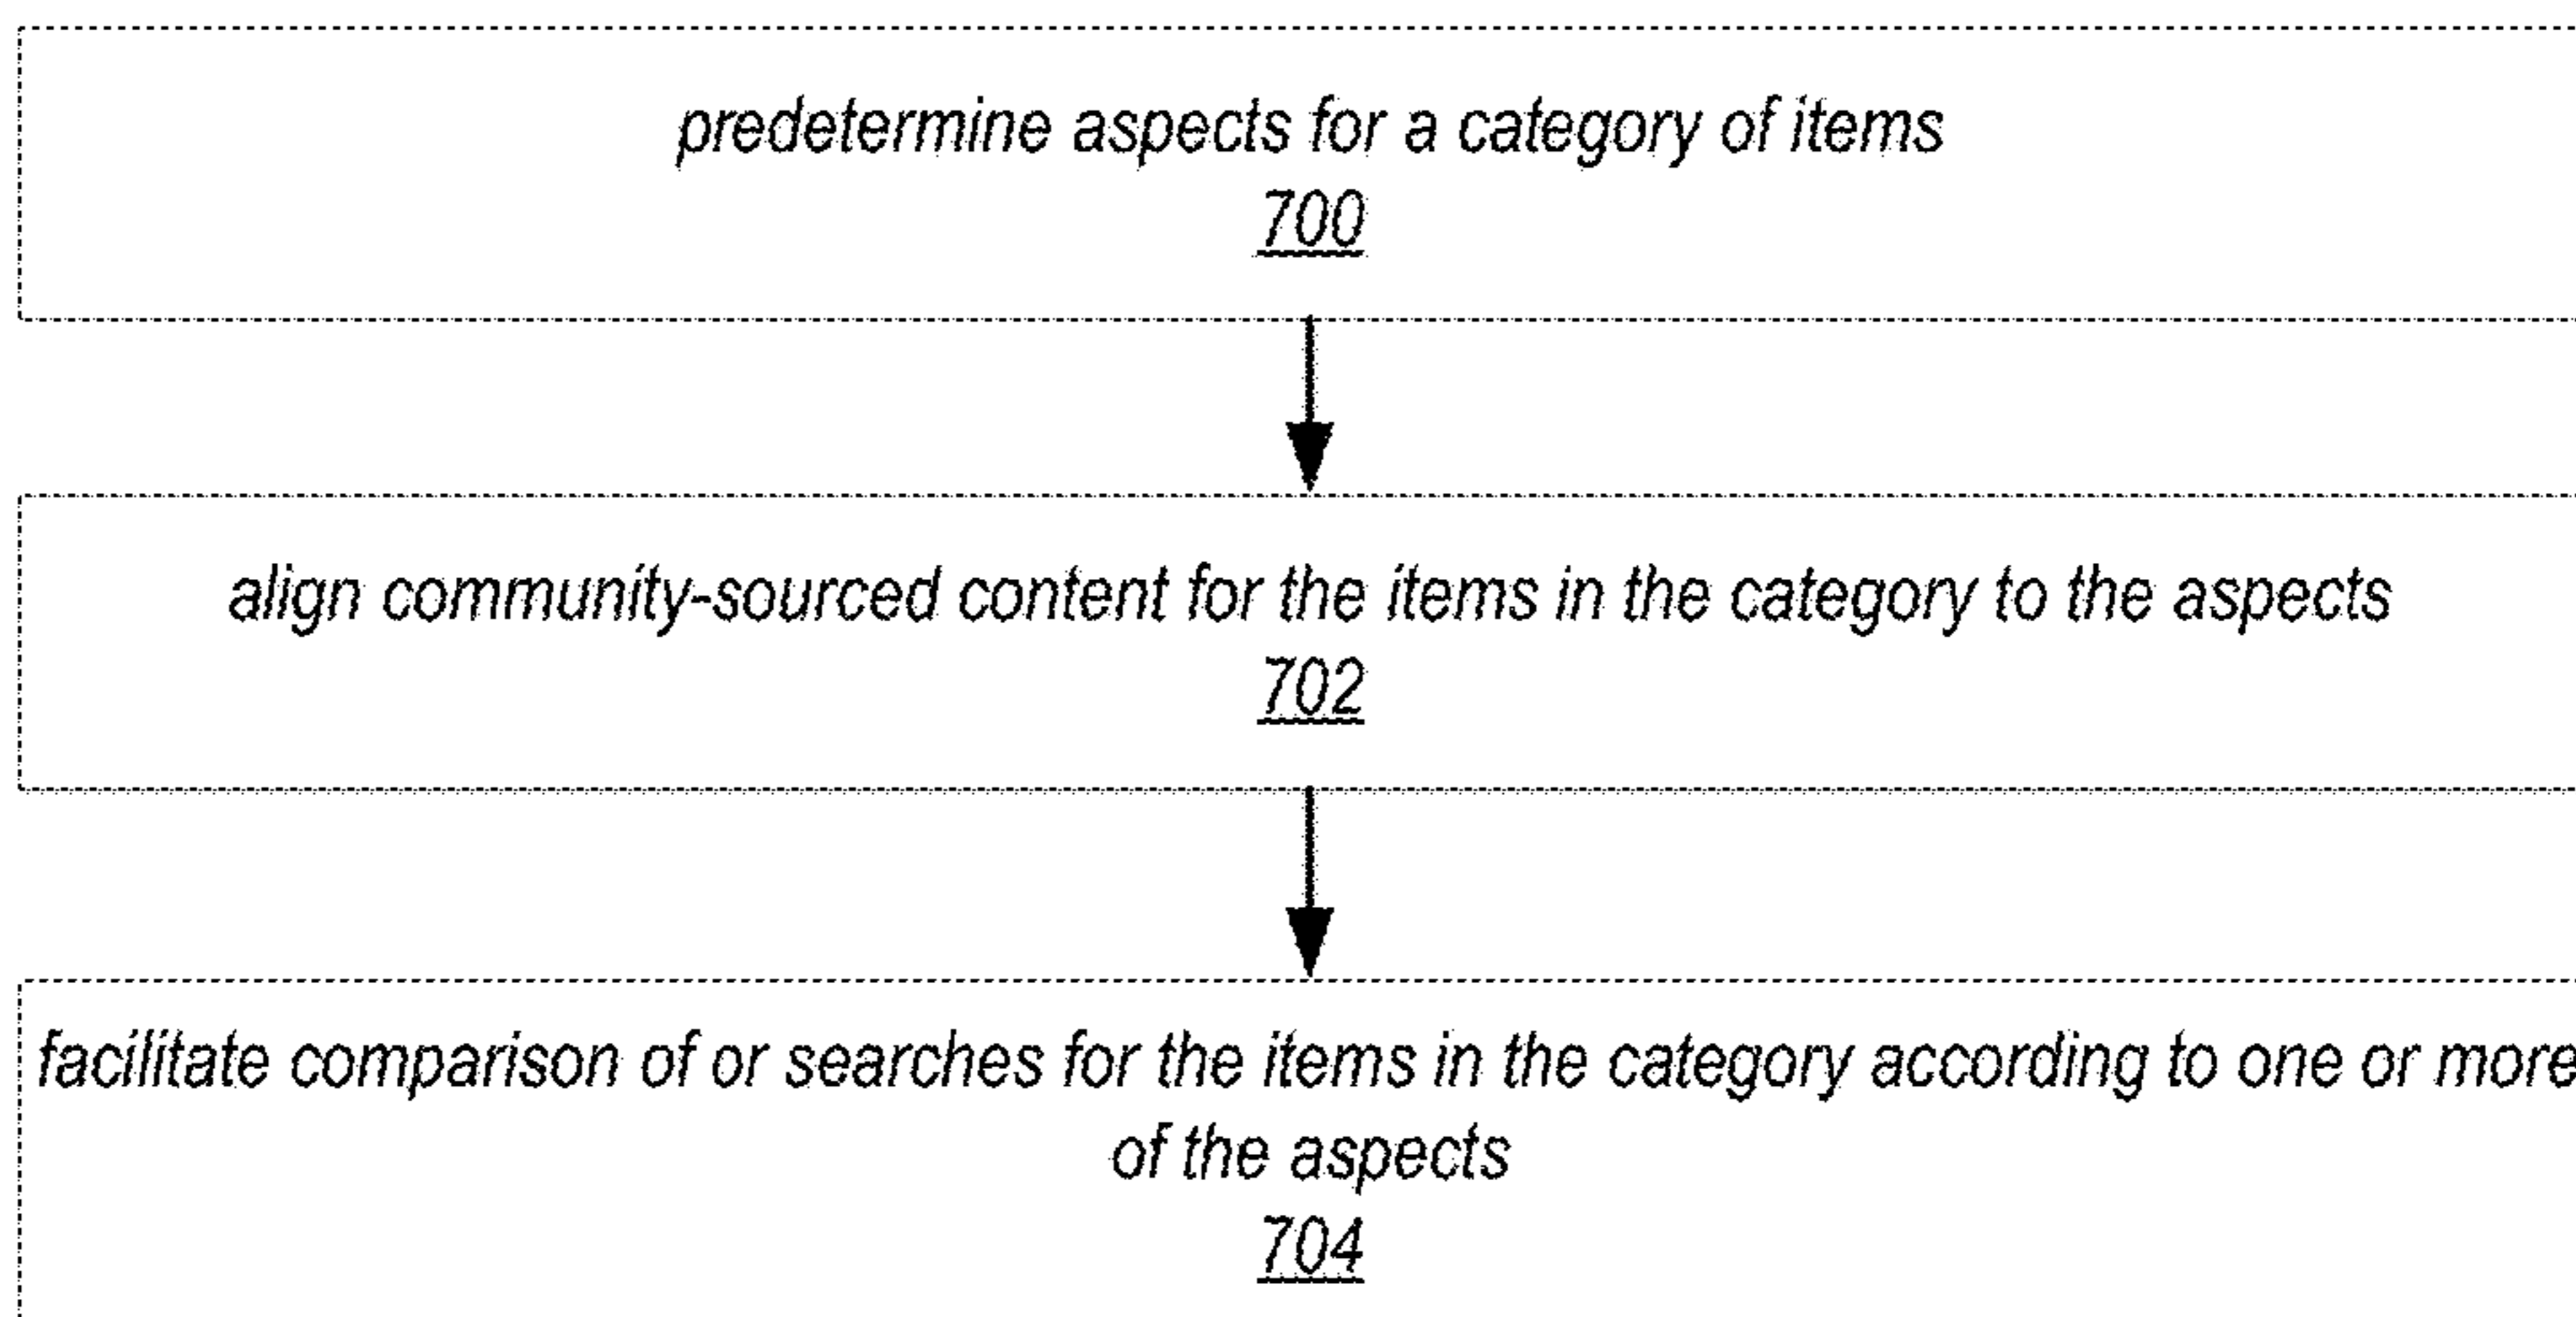 predetermine aspects for a category of items
700
align community-sourced content for the items in the category to the aspects
702
facilitate comparison of or searches for the items in the category according to one or more
of the aspects
704